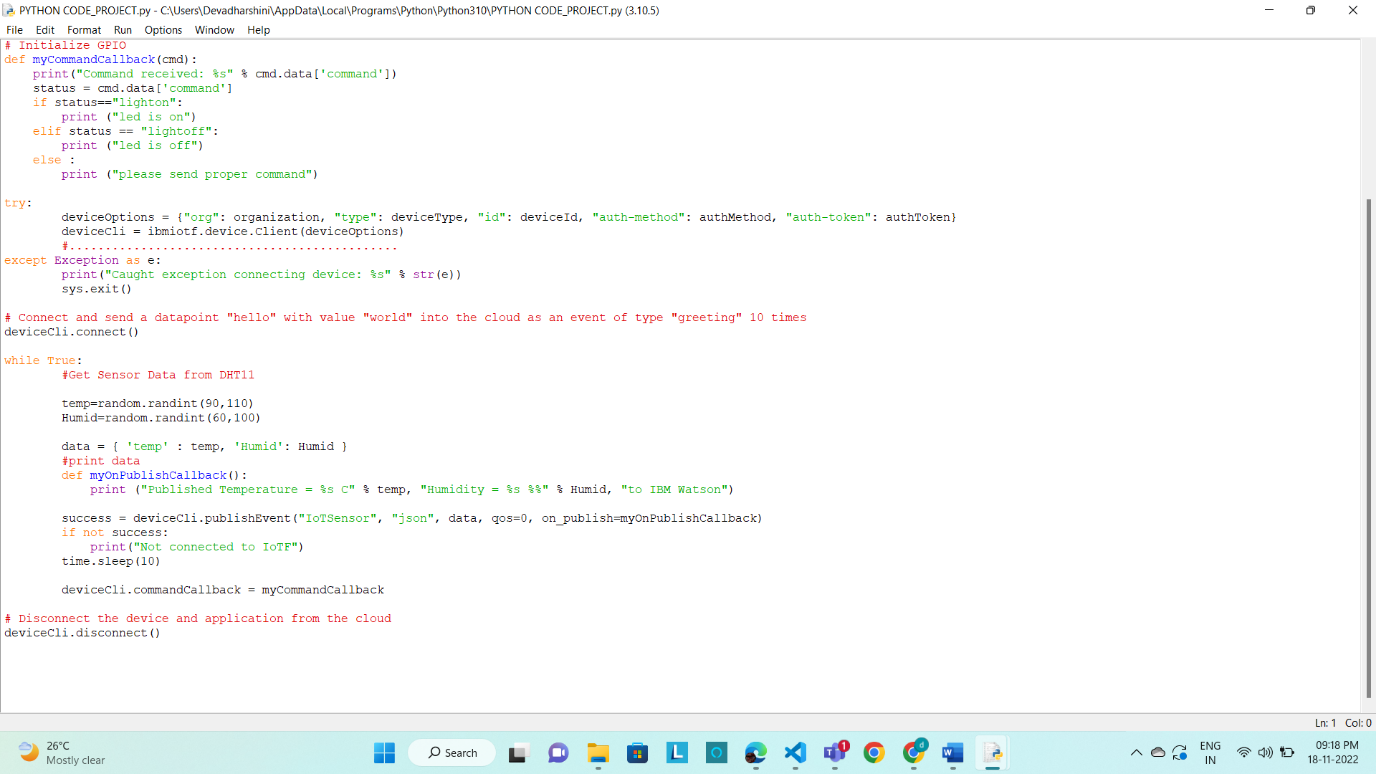 PYTHON CODE_PROJECT.py - C:\Users\Devadharshini\AppData\Local\Programs\Python\Python310\PYTHON CODE_PROJECT.py (3.10.5)
File Edit Format Run Options Window Help
# Initialize GPIO
def myCommandCallback(cmd):
    print("Command received: %s" % cmd.data['command'])
    status = cmd.data['command']
    if status=="lighton":
        print ("led is on")
    elif status == "lightoff":
        print ("led is off")
    else :
        print ("please send proper command")
try:
        deviceOptions = {"org": organization, "type": deviceType, "id": deviceId, "auth-method": authMethod, "auth-token": authToken}
        deviceCli = ibmiotf.device.Client(deviceOptions)
        #..............................................
except Exception as e:
        print("Caught exception connecting device: %s" % str(e))
        sys.exit()
# Connect and send a datapoint "hello" with value "world" into the cloud as an event of type "greeting" 10 times
deviceCli.connect()
while True:
        #Get Sensor Data from DHT11
        temp=random.randint(90,110)
        Humid=random.randint(60,100)
        data = { 'temp' : temp, 'Humid': Humid }
        #print data
        def myOnPublishCallback():
            print ("Published Temperature = %s C" % temp, "Humidity = %s %%" % Humid, "to IBM Watson")
        success = deviceCli.publishEvent("IoTSensor", "json", data, qos=0, on_publish=myOnPublishCallback)
        if not success:
            print("Not connected to IoTF")
        time.sleep(10)
        deviceCli.commandCallback = myCommandCallback
# Disconnect the device and application from the cloud
deviceCli.disconnect()
Ln: 1 Col: 0
26°C
Mostly clear
Search
1
d
ENG
IN
09:18 PM
18-11-2022